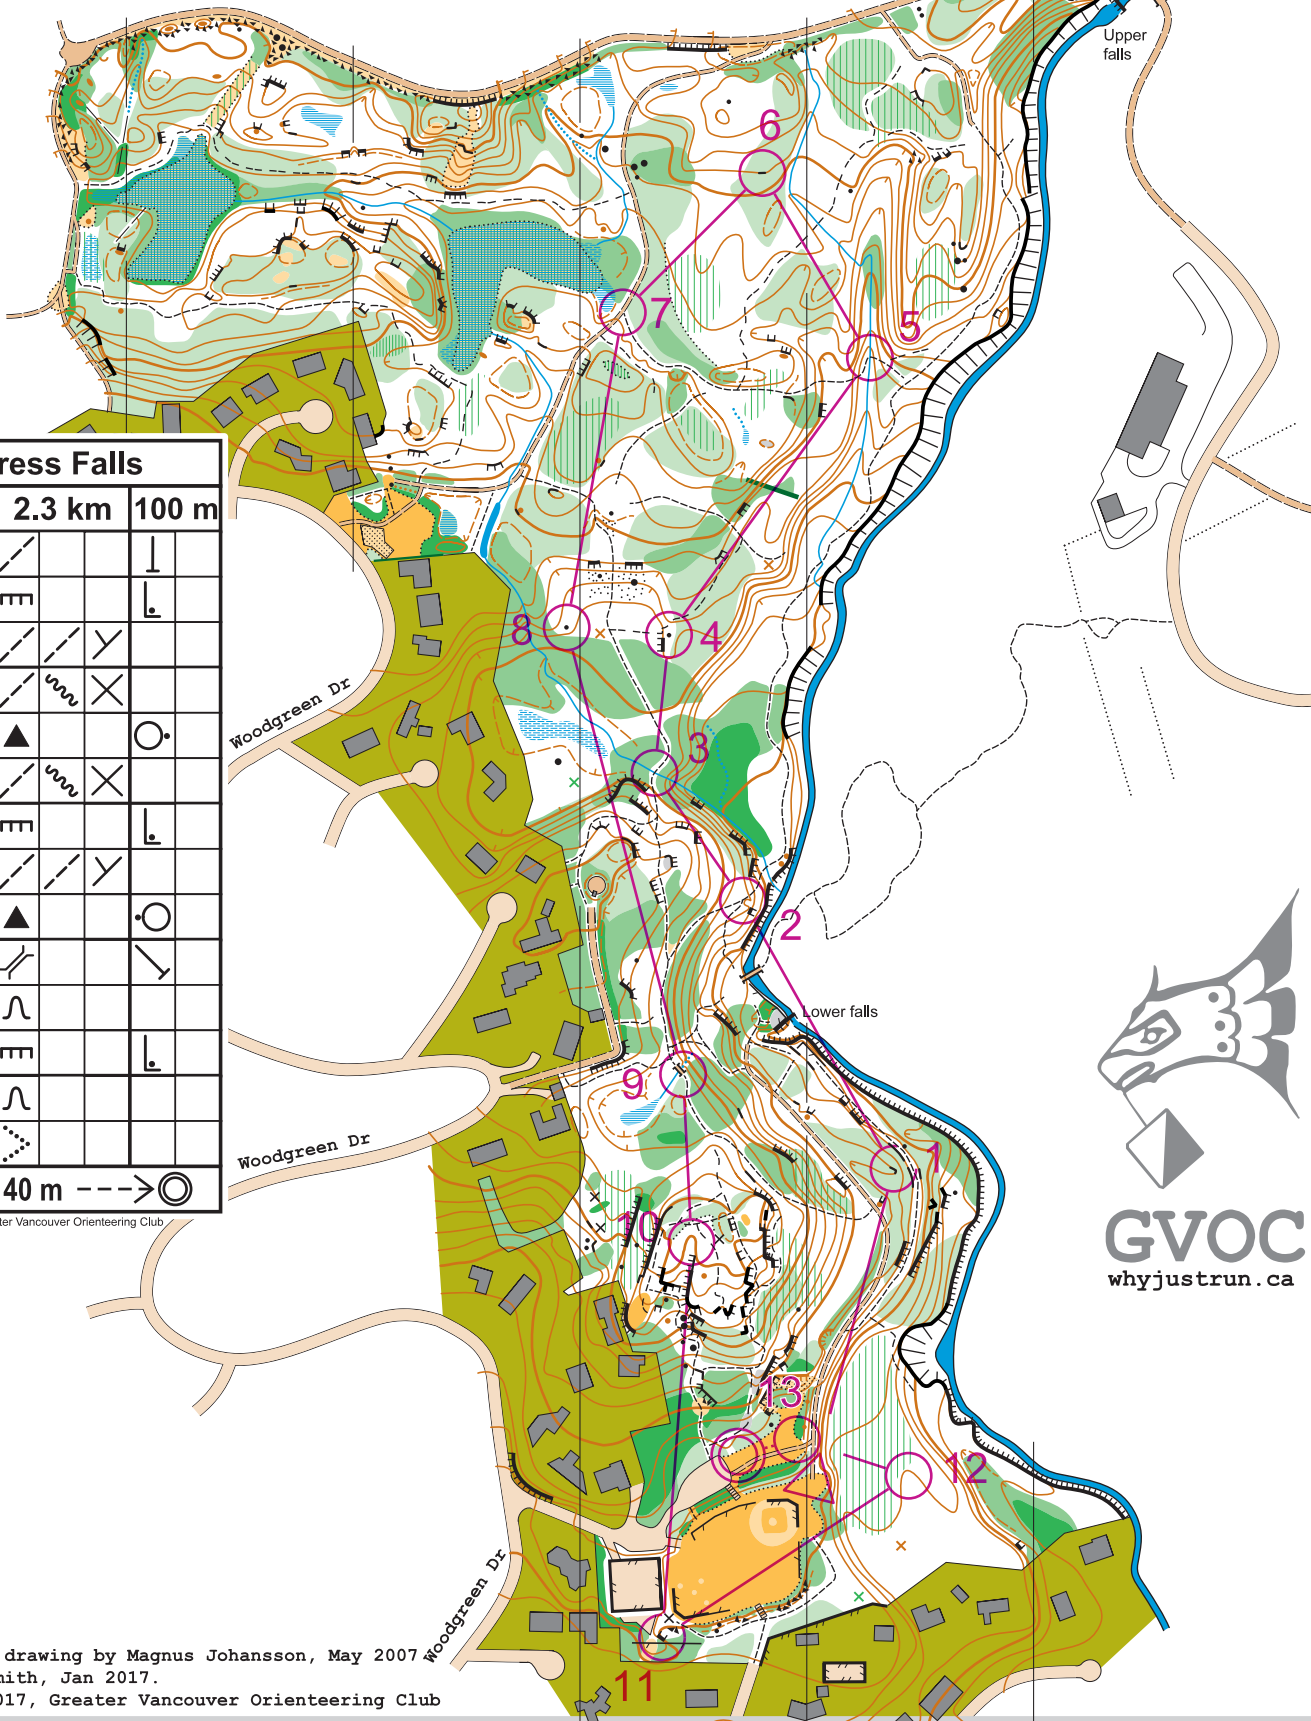 Upper
falls
6
7
5
ress Falls
2.3 km 100 m
8
4
Woodgreen Dr
3
2
Lower falls
9
1
Woodgreen Dr
40 m
ter Vancouver Orienteering Club
10
GVOC
whyjustrun.ca
13
12
Woodgreen Dr
11
drawing by Magnus Johansson, May 2007
mith, Jan 2017.
017, Greater Vancouver Orienteering Club